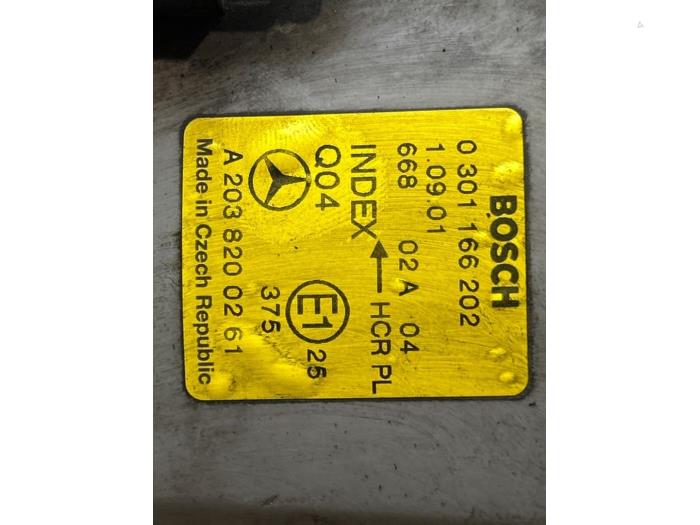 BOSCH
0 301 166 202
1.09.01
668 02 A 04
INDEX HCR PL
Q04
E1 25
375
A 203 820 02 61
Made in Czech Republic